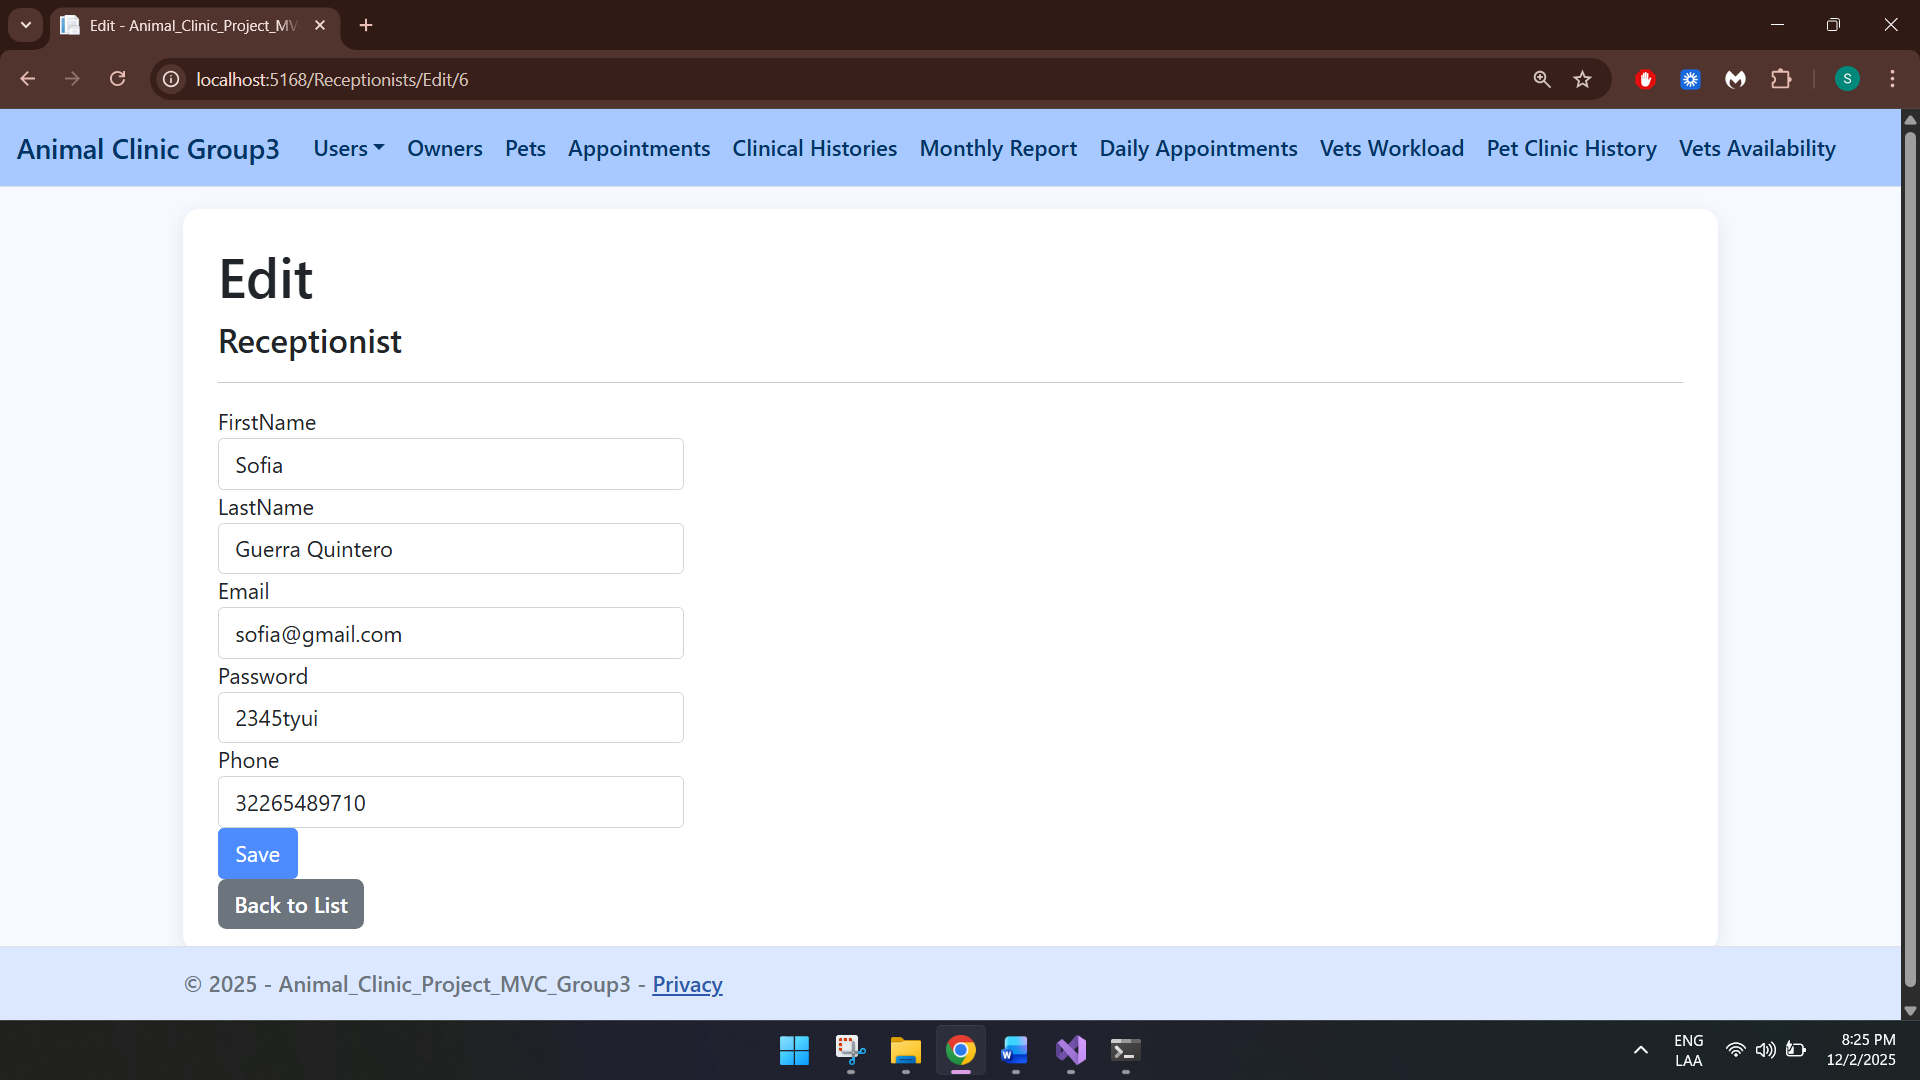 Edit - Animal_Clinic_Project_MV
localhost:5168/Receptionists/Edit/6
S
Animal Clinic Group3 Users Owners Pets Appointments Clinical Histories Monthly Report Daily Appointments Vets Workload Pet Clinic History Vets Availability
Edit
Receptionist
FirstName
Sofia
LastName
Guerra Quintero
Email
sofia@gmail.com
Password
2345tyui
Phone
32265489710
Save
Back to List
© 2025 - Animal_Clinic_Project_MVC_Group3 - Privacy
ENG
LAA
8:25 PM
12/2/2025